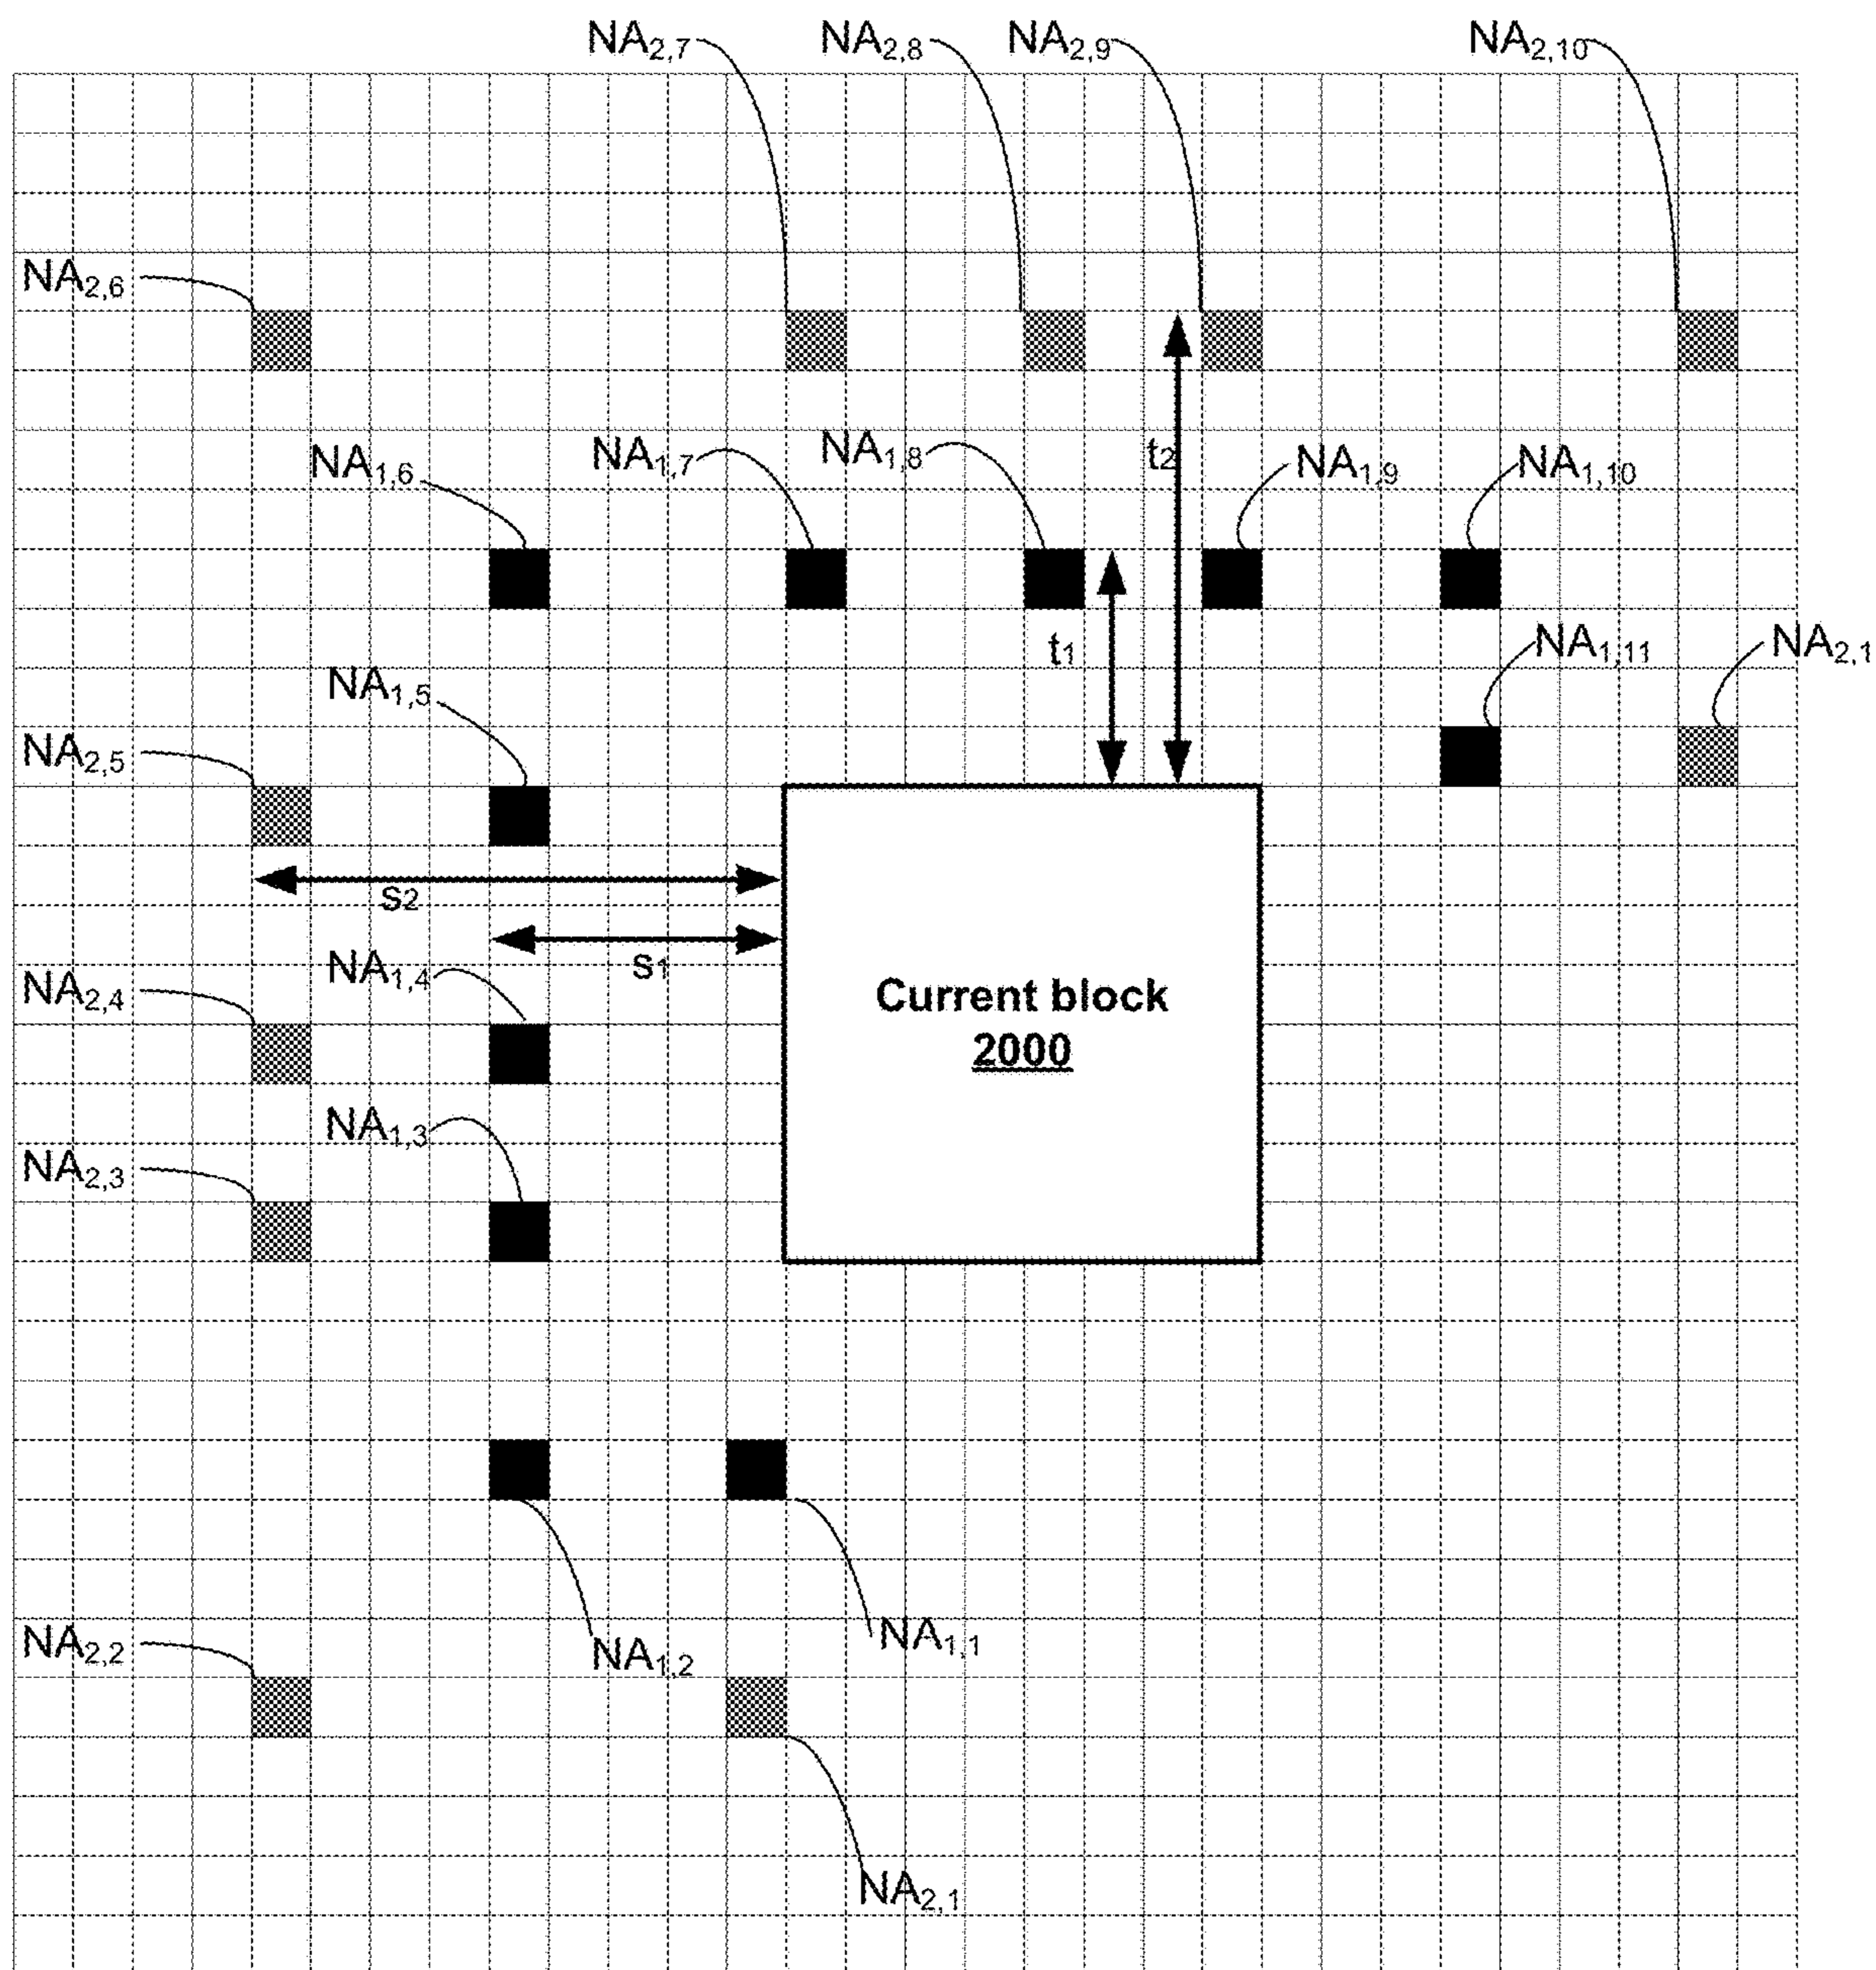 NA2,7
NA2,8
NA2,9
NA2,10
NA2,6
NA1,6
NA1,7
NA1,8
t2
NA1,9
NA1,10
t1
NA1,11
NA2,1
NA1,5
NA2,5
s2
s1
NA1,4
NA2,4
Current block
2000
NA1,3
NA2,3
NA2,2
NA1,2
NA1,1
NA2,1